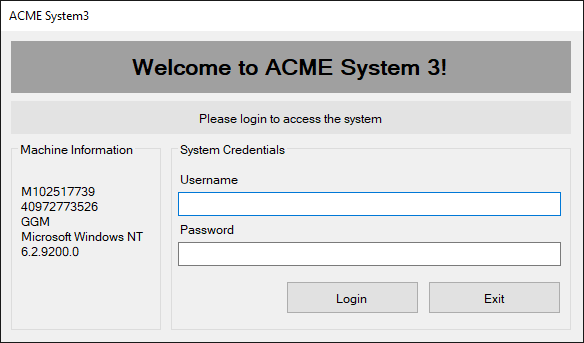 ACME System3
Welcome to ACME System 3!
Please login to access the system
Machine Information
M102517739
40972773526
GGM
Microsoft Windows NT
6.2.9200.0
System Credentials
Username
Password
Login
Exit